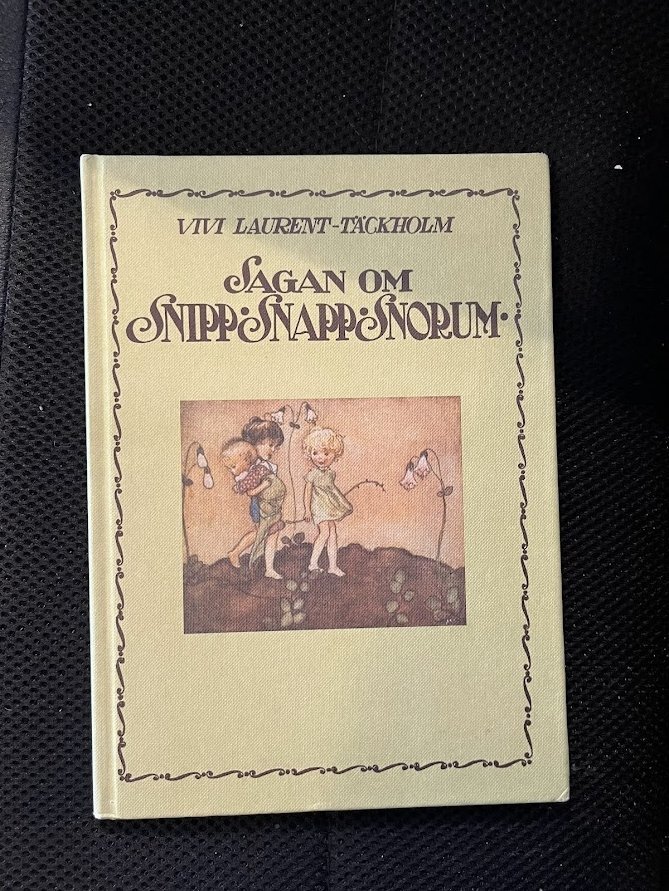 VIVI LAURENT-TÄCKHOLM
SAGAN OM
SNIPP·SNAPP·SNORUM·